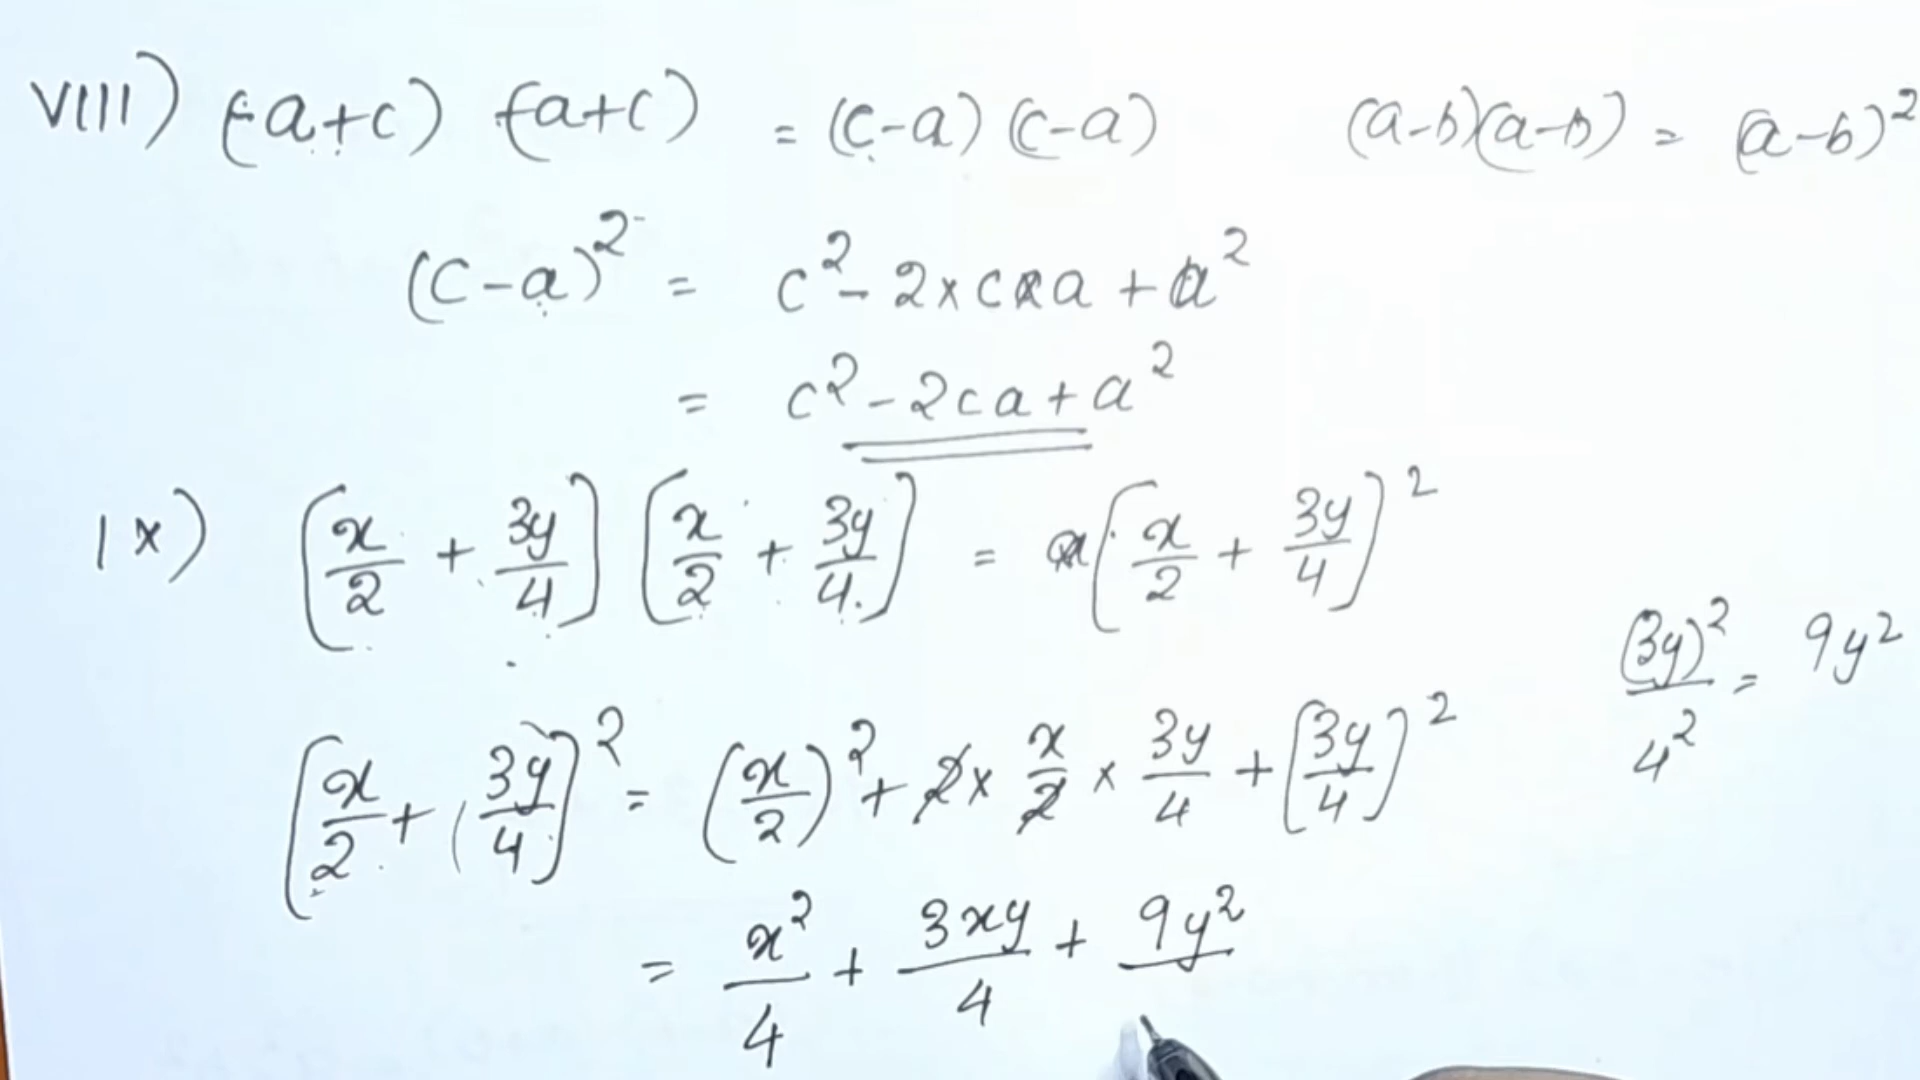 VIII) (-a+c) (-a+c) = (c-a) (c-a) (a-b)(a-b) = (a-b)²
(c-a)² = c² - 2×c×a + a²
= c² - 2ca + a²
ix) [x/2 + 3y/4] [x/2 + 3y/4] = [x/2 + 3y/4]²
(3y)²/4² = 9y²
[x/2 + (3y/4]² = (x/2)² + 2× x/2 × 3y/4 + [3y/4]²
= x²/4 + 3xy/4 + 9y²/